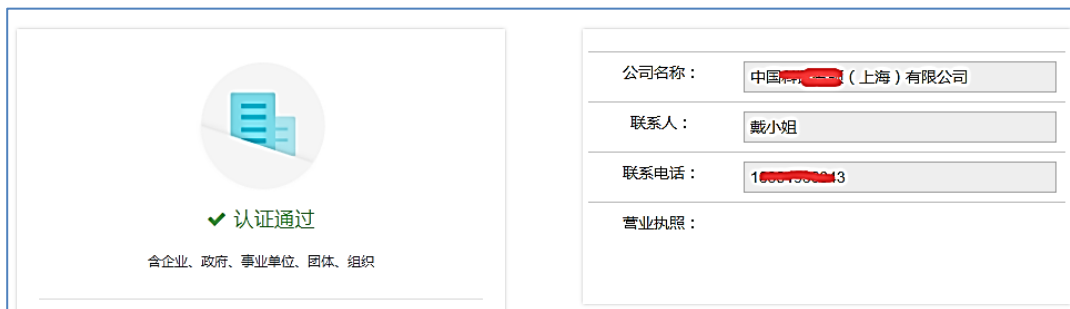 认证通过
含企业、政府、事业单位、团体、组织
公司名称：
中国 （上海）有限公司
联系人：
戴小姐
联系电话：
营业执照：